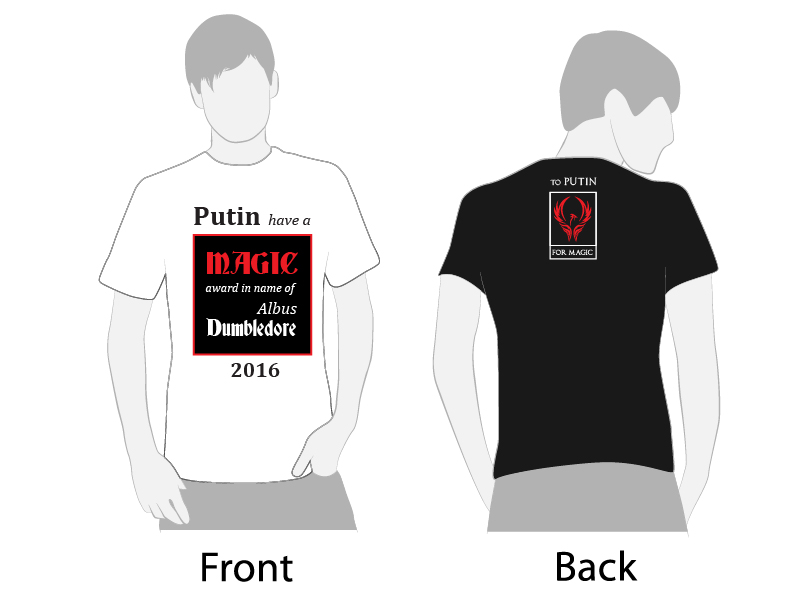 Putin have a
MAGIC
award in name of
Albus
Dumbledore
2016
TO PUTIN
FOR MAGIC
Front
Back